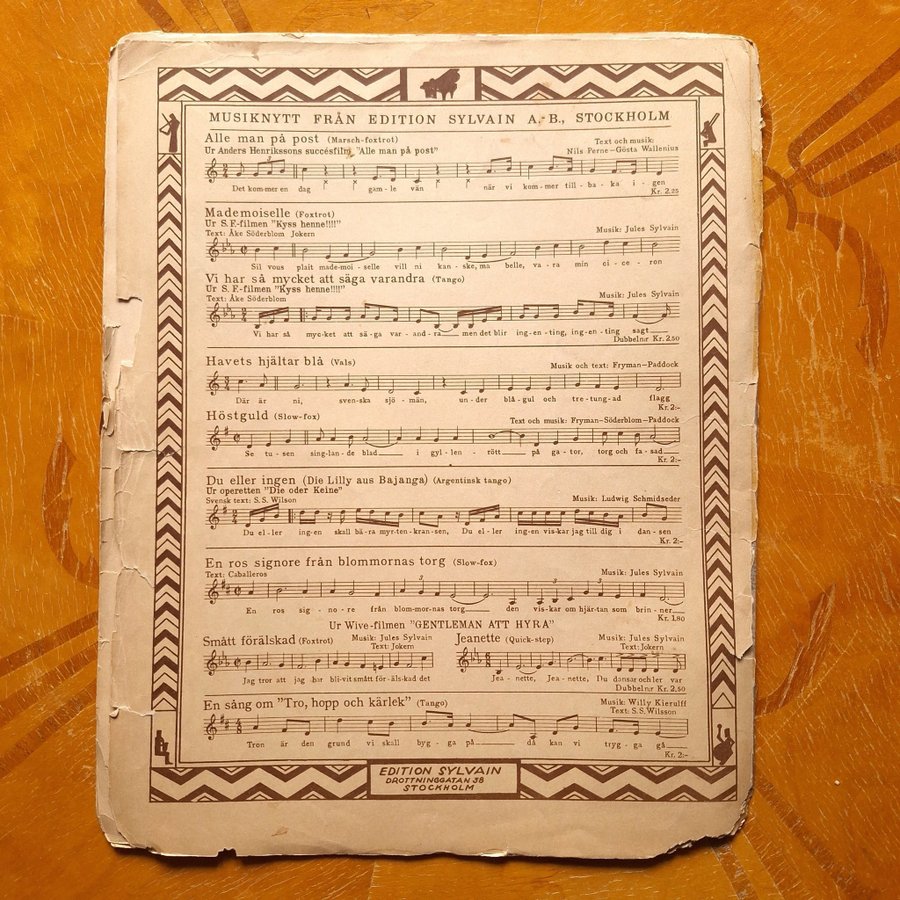 MUSIKNYTT FRÅN EDITION SYLVAIN A.-B., STOCKHOLM
Alle man på post (Marsch-foxtrot)
Ur Anders Henrikssons succésfilm "Alle man på post"
Text och musik:
Nils Perne–Gösta Wallenius
3
Det kom-mer en dag gam-le vän när vi kom-mer till-ba-ka i-gen
Kr. 2.25
Mademoiselle (Foxtrot)
Ur S.F.-filmen "Kyss henne!!!!"
Text: Åke Söderblom Jokern
Musik: Jules Sylvain
Sil vous plait made-moi-selle vill ni kan-ske, ma belle, va-ra min ci-ce-ron
Vi har så mycket att säga varandra (Tango)
Ur S.F.-filmen "Kyss henne!!!!"
Text: Åke Söderblom
Musik: Jules Sylvain
Vi har så myc-ket att sä-ga var-and-ra men det blir ing-en-ting, ing-en-ting sagt
Dubbelnr Kr. 2.50
Havets hjältar blå (Vals)
Musik och text: Fryman-Paddock
Där är ni, sven-ska sjö-män, un-der blå-gul och tre-tung-ad flagg
Kr. 2:-
Höstguld (Slow-fox)
Text och musik: Fryman-Söderblom-Paddock
Se tu-sen sing-lan-de blad i gyl-len-rött på ga-tor, torg och fa-sad
Kr. 2:-
Du eller ingen (Die Lilly aus Bajanga) (Argentinsk tango)
Ur operetten "Die oder Keine"
Svensk text: S.S. Wilson
Musik: Ludwig Schmidseder
Du el-ler ing-en skall bä-ra myr-ten-kran-sen, Du el-ler ing-en vis-kar jag till dig i dan-sen
Kr. 2:-
En ros signore från blommornas torg (Slow-fox)
Text: Caballeros
Musik: Jules Sylvain
3 3 3
En ros sig-no-re från blom-mor-nas torg den vis-kar om hjär-tan som brin-ner
Kr. 1.80
Ur Wive-filmen "GENTLEMAN ATT HYRA"
Smått förälskad (Foxtrot)
Musik: Jules Sylvain
Text: Jokern
Jag tror att jag har bli-vit smått för-äls-kad det
Jeanette (Quick-step)
Musik: Jules Sylvain
Text: Jokern
Jea-nette, Jea-nette, Du dansar och ler var
Dubbelnr Kr. 2.50
En sång om "Tro, hopp och kärlek" (Tango)
Musik: Willy Kierulff
Text: S.S. Wilsson
Tron är den grund vi skall byg-ga på då kan vi tryg-ga gå
Kr. 2:-
EDITION SYLVAIN
DROTTNINGGATAN 38
STOCKHOLM